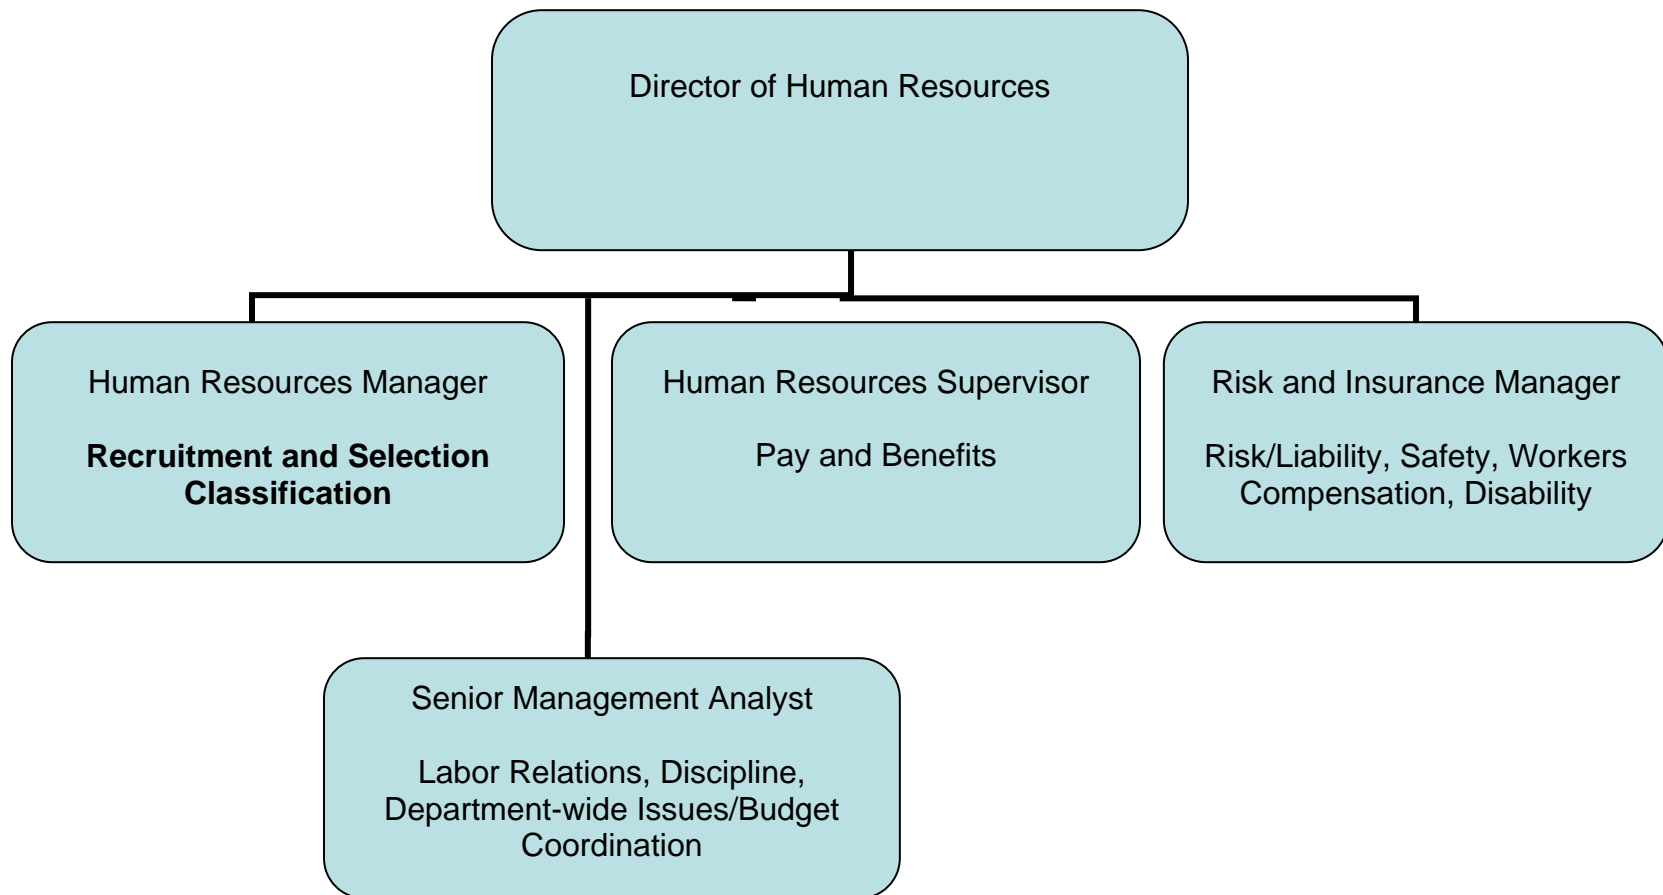 Director of Human Resources
Human Resources Manager
Recruitment and Selection
Classification
Human Resources Supervisor
Pay and Benefits
Risk and Insurance Manager
Risk/Liability, Safety, Workers
Compensation, Disability
Senior Management Analyst
Labor Relations, Discipline,
Department-wide Issues/Budget
Coordination